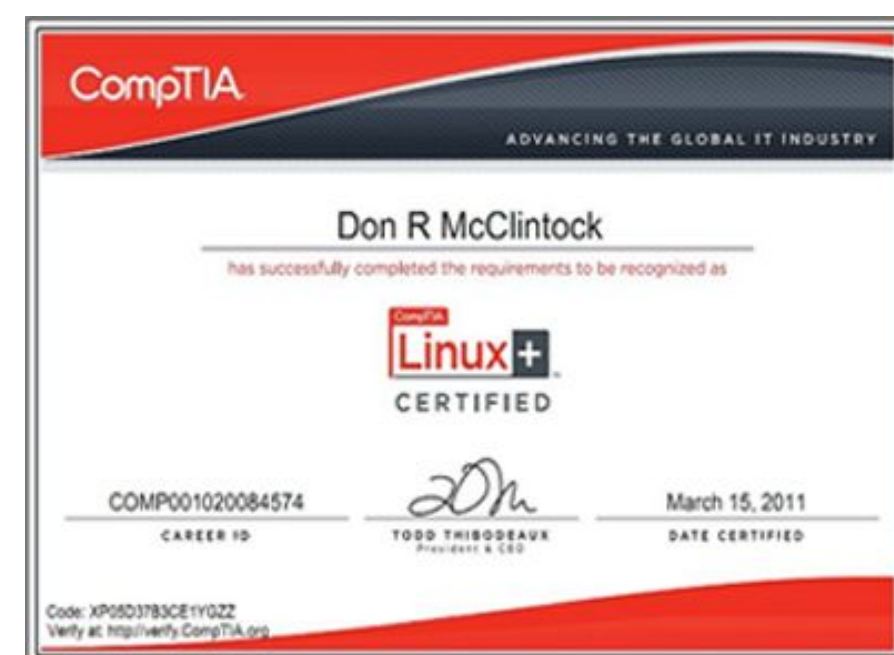 CompTIA
ADVANCING THE GLOBAL IT INDUSTRY
Don R McClintock
has successfully completed the requirements to be recognized as
CompTIA
Linux+
CERTIFIED
COMP001020084574
March 15, 2011
CAREER ID
TODD THIBODEAUX
DATE CERTIFIED
President & CEO
Code:
Verify at: http://verify.CompTIA.org